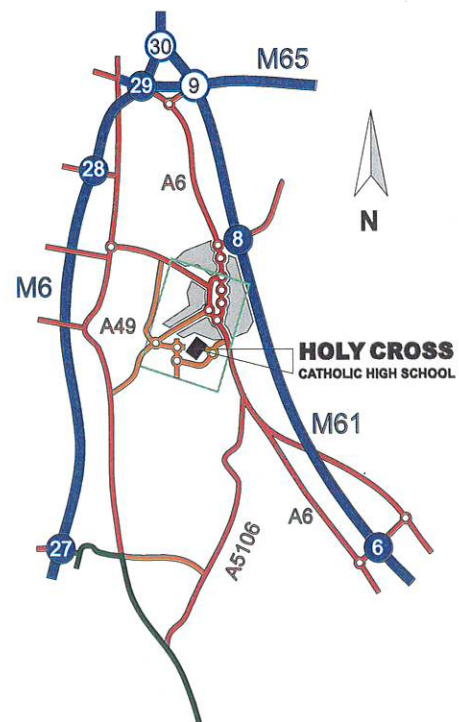 30
M65
29
9
A6
28
N
8
M6
A49
HOLY CROSS
CATHOLIC HIGH SCHOOL
M61
A6
A5106
27
6